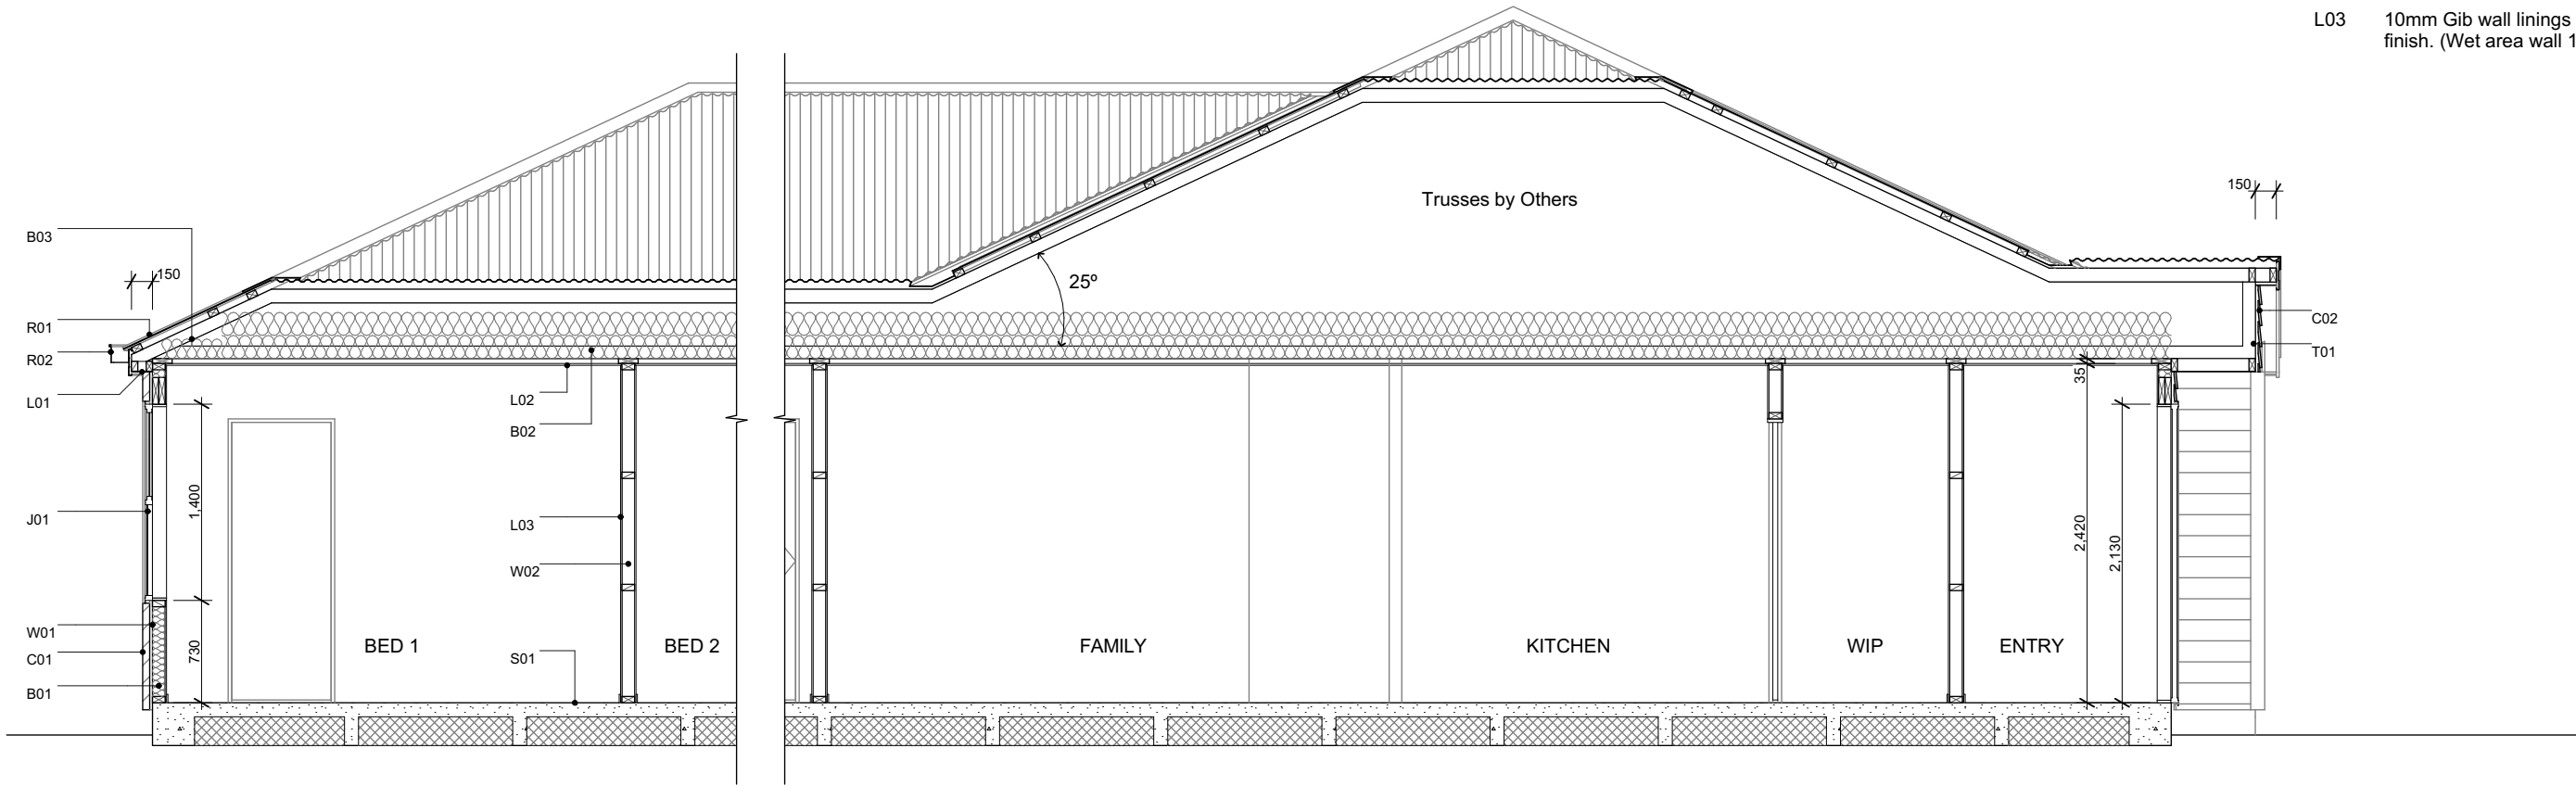 L03 10mm Gib wall linings
finish. (Wet area wall 1
Trusses by Others
150
B03
150
25º
R01
C02
R02
T01
L01
L02
35
B02
1,400
J01
L03
2,420
2,130
W02
W01
730
BED 1
BED 2
FAMILY
KITCHEN
WIP
ENTRY
C01
S01
B01